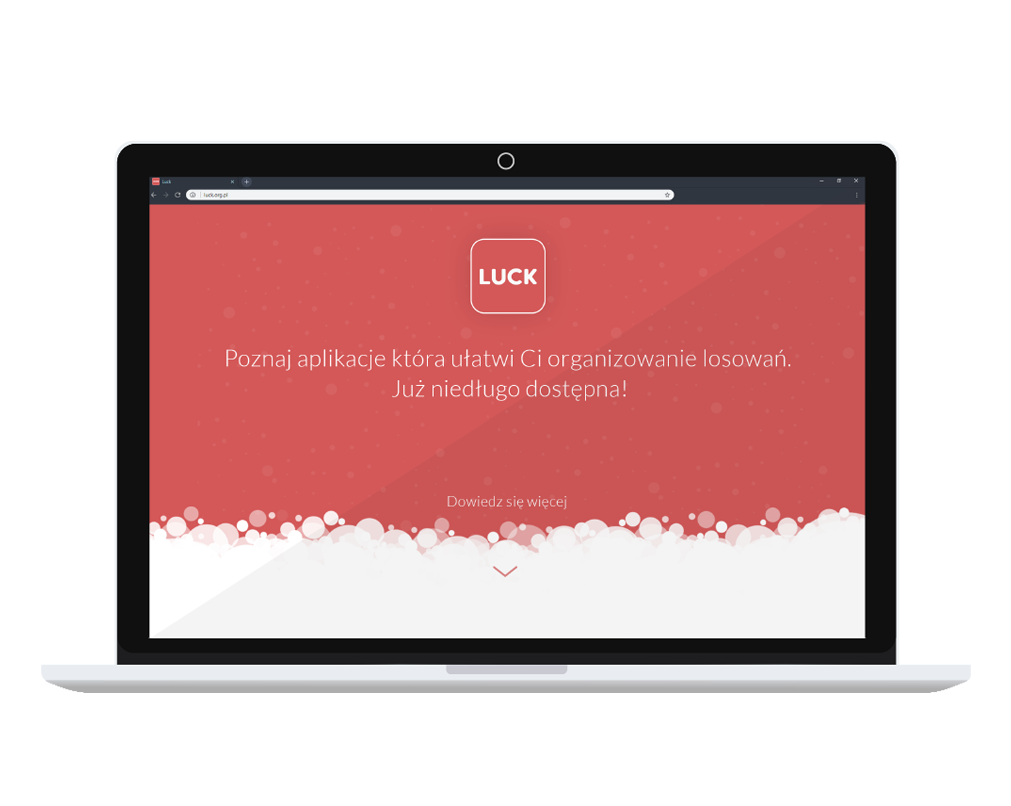 Luck
luck.org.pl
LUCK
Poznaj aplikacje która ułatwi Ci organizowanie losowań.
Już niedługo dostępna!
Dowiedz się więcej